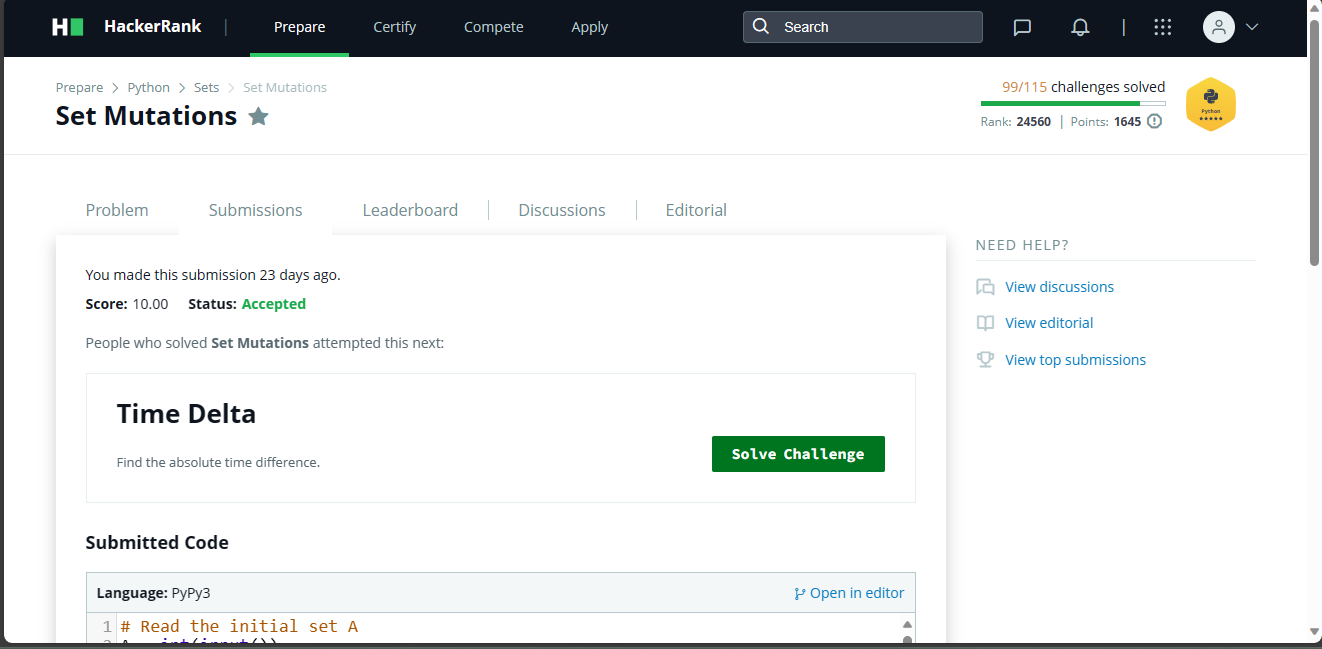 HackerRank | Prepare Certify Compete Apply Search
Prepare > Python > Sets > Set Mutations
Set Mutations
99/115 challenges solved
Rank: 24560 | Points: 1645
Python
Problem Submissions Leaderboard Discussions Editorial
You made this submission 23 days ago.
Score: 10.00 Status: Accepted
People who solved Set Mutations attempted this next:
Time Delta
Find the absolute time difference.
Solve Challenge
Submitted Code
Language: PyPy3
Open in editor
1 # Read the initial set A
NEED HELP?
View discussions
View editorial
View top submissions